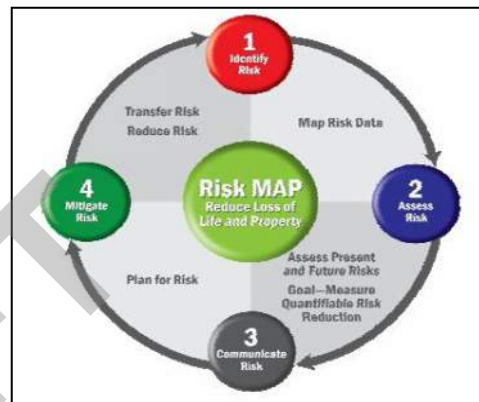 1
Identify
Risk
Transfer Risk
Reduce Risk
Map Risk Data
4
Mitigate
Risk
Risk MAP
Reduce Loss of
Life and Property
2
Assess
Risk
Plan for Risk
Assess Present
and Future Risks
Goal—Measure
Quantifiable Risk
Reduction
3
Communicate
Risk